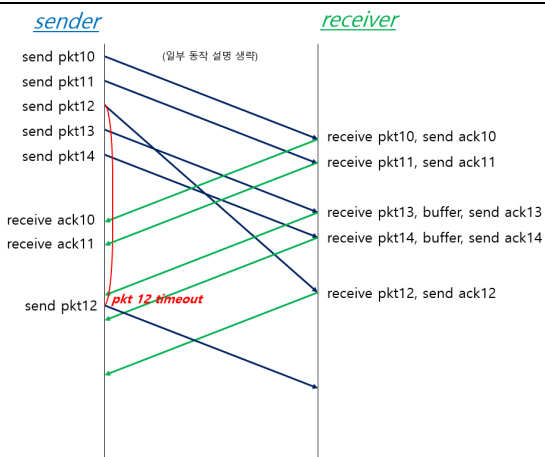 sender
receiver
(일부 동작 설명 생략)
send pkt10
send pkt11
send pkt12
send pkt13
send pkt14
receive pkt10, send ack10
receive pkt11, send ack11
receive ack10
receive ack11
receive pkt13, buffer, send ack13
receive pkt14, buffer, send ack14
pkt 12 timeout
send pkt12
receive pkt12, send ack12